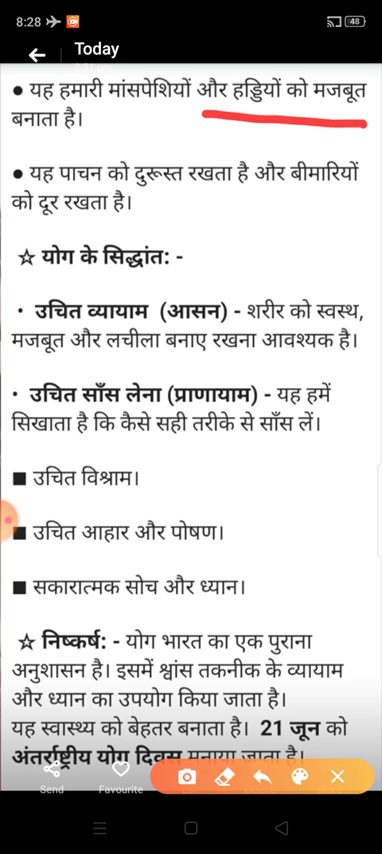 8:28
48
Today
● यह हमारी मांसपेशियों और हड्डियों को मजबूत
बनाता है।
● यह पाचन को दुरूस्त रखता है और बीमारियों
को दूर रखता है।
☆ योग के सिद्धांत: -
• उचित व्यायाम (आसन) - शरीर को स्वस्थ,
मजबूत और लचीला बनाए रखना आवश्यक है।
• उचित साँस लेना (प्राणायाम) - यह हमें
सिखाता है कि कैसे सही तरीके से साँस लें।
■ उचित विश्राम।
■ उचित आहार और पोषण।
■ सकारात्मक सोच और ध्यान।
☆ निष्कर्ष: - योग भारत का एक पुराना
अनुशासन है। इसमें श्वांस तकनीक के व्यायाम
और ध्यान का उपयोग किया जाता है।
यह स्वास्थ्य को बेहतर बनाता है। 21 जून को
अंतर्राष्ट्रीय योग दिवस मनाया जाता है।
Send Favourite